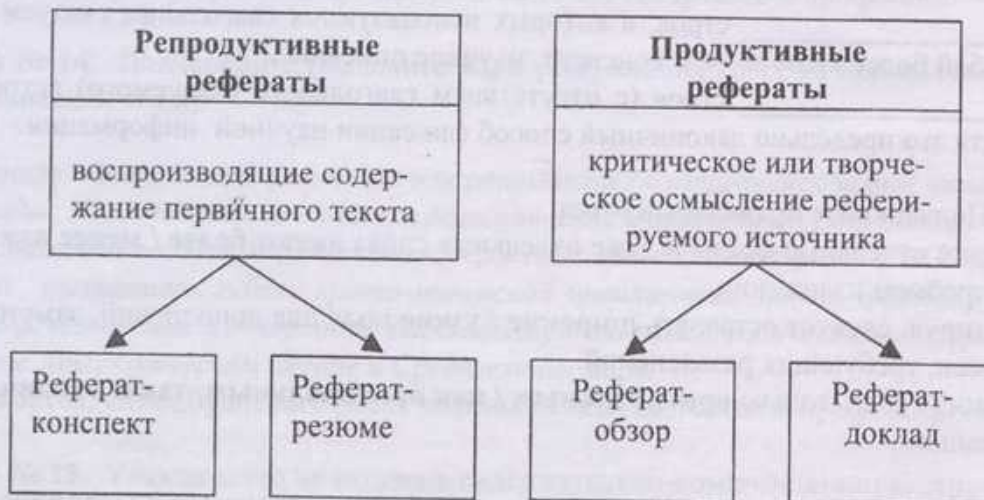 Репродуктивные
рефераты
воспроизводящие содер-
жание первичного текста
Продуктивные
рефераты
критическое или творче-
ское осмысление рефери-
руемого источника
Реферат-
конспект
Реферат-
резюме
Реферат-
обзор
Реферат-
доклад